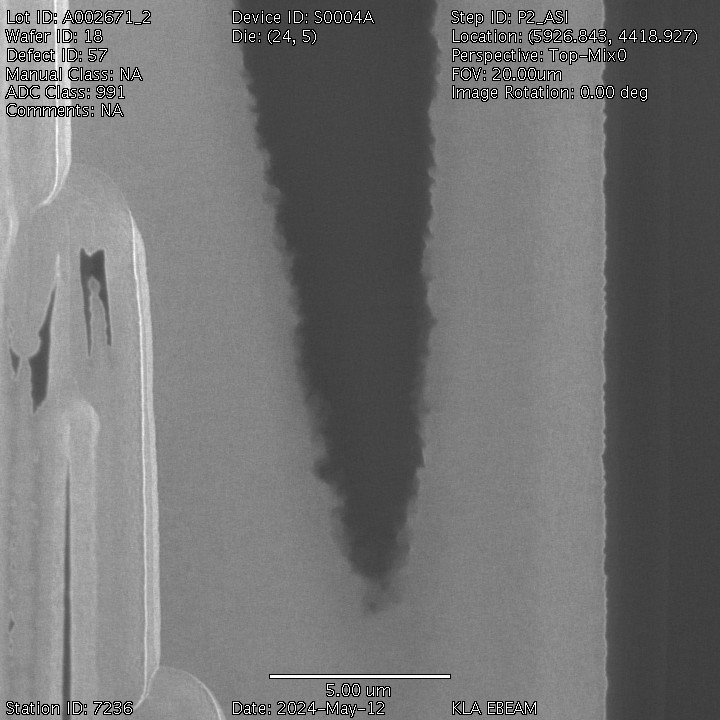 Lot ID: A002671_2
Wafer ID: 18
Defect ID: 57
Manual Class: NA
ADC Class: 991
Comments: NA
Device ID: S0004A
Die: (24, 5)
Step ID: P2_ASI
Location: (5926.843, 4418.927)
Perspective: Top-Mix0
FOV: 20.00um
Image Rotation: 0.00 deg
5.00 um
Station ID: 7236
Date: 2024-May-12
KLA EBEAM